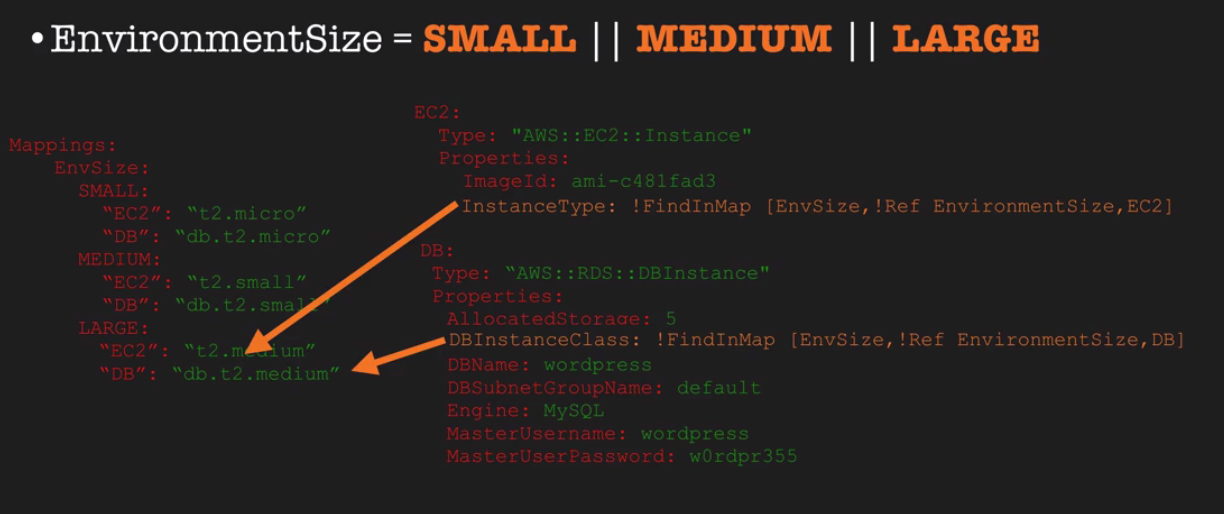 • EnvironmentSize = SMALL || MEDIUM || LARGE
Mappings:
EnvSize:
SMALL:
“EC2”: “t2.micro”
“DB”: “db.t2.micro”
MEDIUM:
“EC2”: “t2.small”
“DB”: “db.t2.small”
LARGE:
“EC2”: “t2.medium”
“DB”: “db.t2.medium”
EC2:
Type: "AWS::EC2::Instance"
Properties:
ImageId: ami-c481fad3
InstanceType: !FindInMap [EnvSize,!Ref EnvironmentSize,EC2]
DB:
Type: “AWS::RDS::DBInstance"
Properties:
AllocatedStorage: 5
DBInstanceClass: !FindInMap [EnvSize,!Ref EnvironmentSize,DB]
DBName: wordpress
DBSubnetGroupName: default
Engine: MySQL
MasterUsername: wordpress
MasterUserPassword: w0rdpr355